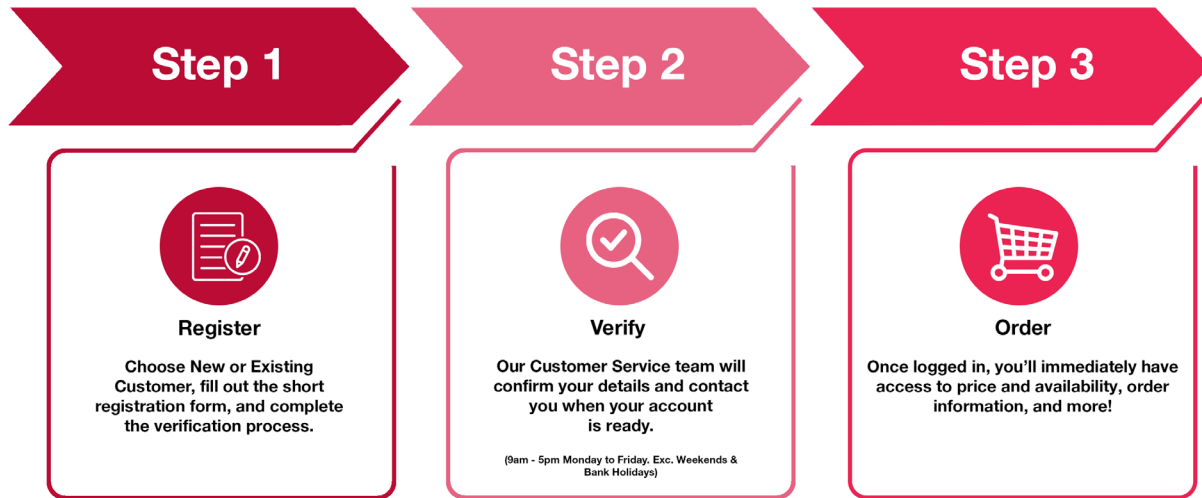 Step 1
Step 2
Step 3
Register
Choose New or Existing
Customer, fill out the short
registration form, and complete
the verification process.
Verify
Our Customer Service team will
confirm your details and contact
you when your account
is ready.
(9am - 5pm Monday to Friday. Exc. Weekends &
Bank Holidays)
Order
Once logged in, you’ll immediately have
access to price and availability, order
information, and more!